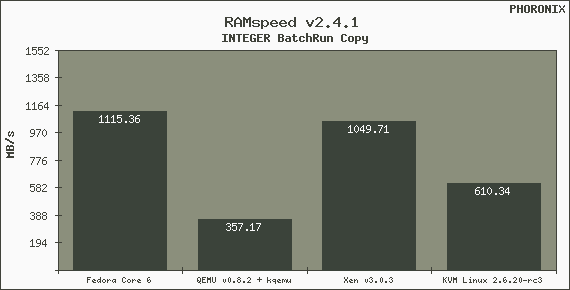 PHORONIX
RAMspeed v2.4.1
INTEGER BatchRun Copy
1552
1358
1164
970
776
582
388
194
MB/s
1115.36
357.17
1049.71
610.34
Fedora Core 6
QEMU v0.8.2 + kqemu
Xen v3.0.3
KVM Linux 2.6.20-rc3